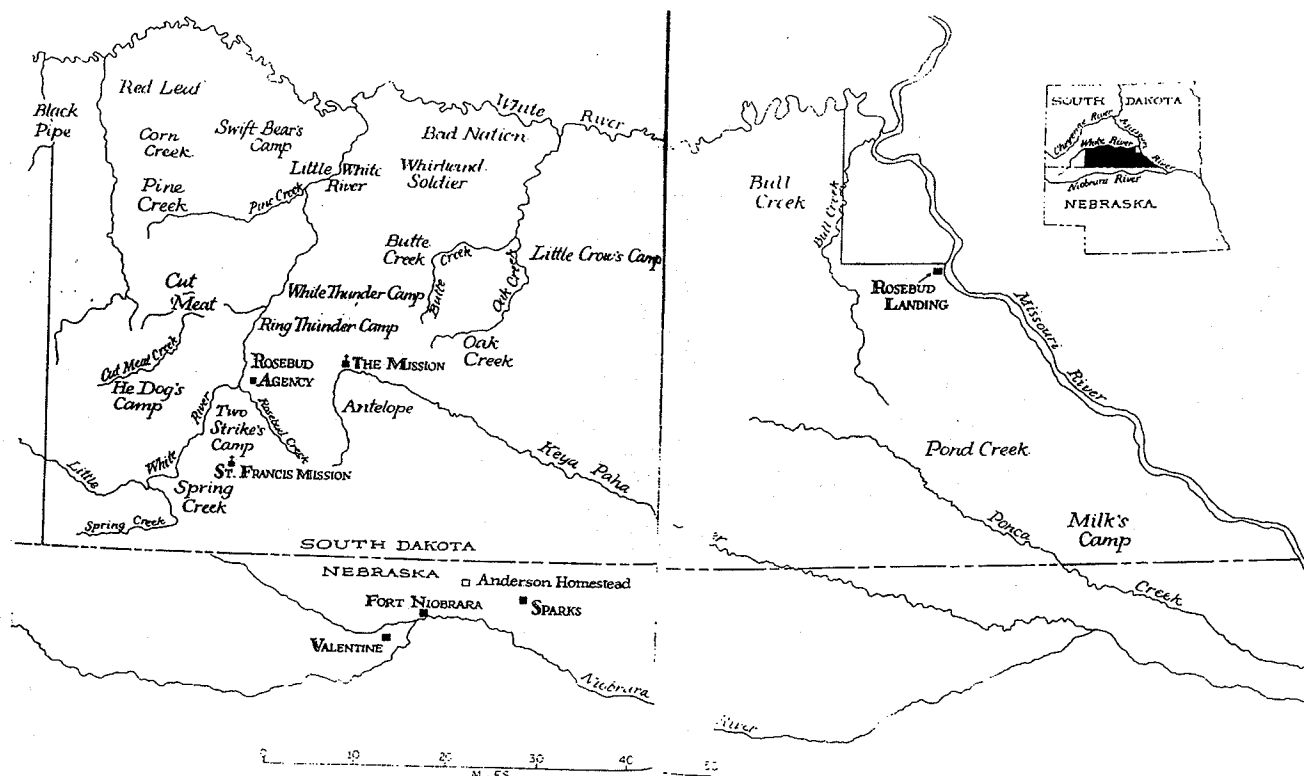 Red Leaf
Black
Pipe
Corn
Creek
Swift Bear's
Camp
White
River
Bad Nation
Little White
River
Whirlwind
Soldier
Pine
Creek
Pine Creek
Butte
Creek
Creek
Butte
Oak Creek
Little Crow's Camp
Cut
Meat
White Thunder Camp
Ring Thunder Camp
Oak
Creek
Cut Meat Creek
He Dog's
Camp
ROSEBUD
AGENCY
THE MISSION
River
Two
Strike's
Camp
Rosebud Creek
Antelope
Keya Paha
Little
White
ST. FRANCIS MISSION
Spring
Creek
Spring Creek
SOUTH DAKOTA
NEBRASKA
Anderson Homestead
FORT NIOBRARA
SPARKS
VALENTINE
Niobrara
0 10 20 30 40 50
Bull
Creek
Bull Creek
ROSEBUD
LANDING
Missouri
River
Pond Creek
Ponca
Creek
Milk's
Camp
River
SOUTH DAKOTA
Cheyenne River
Missouri
River
White River
Niobrara River
NEBRASKA